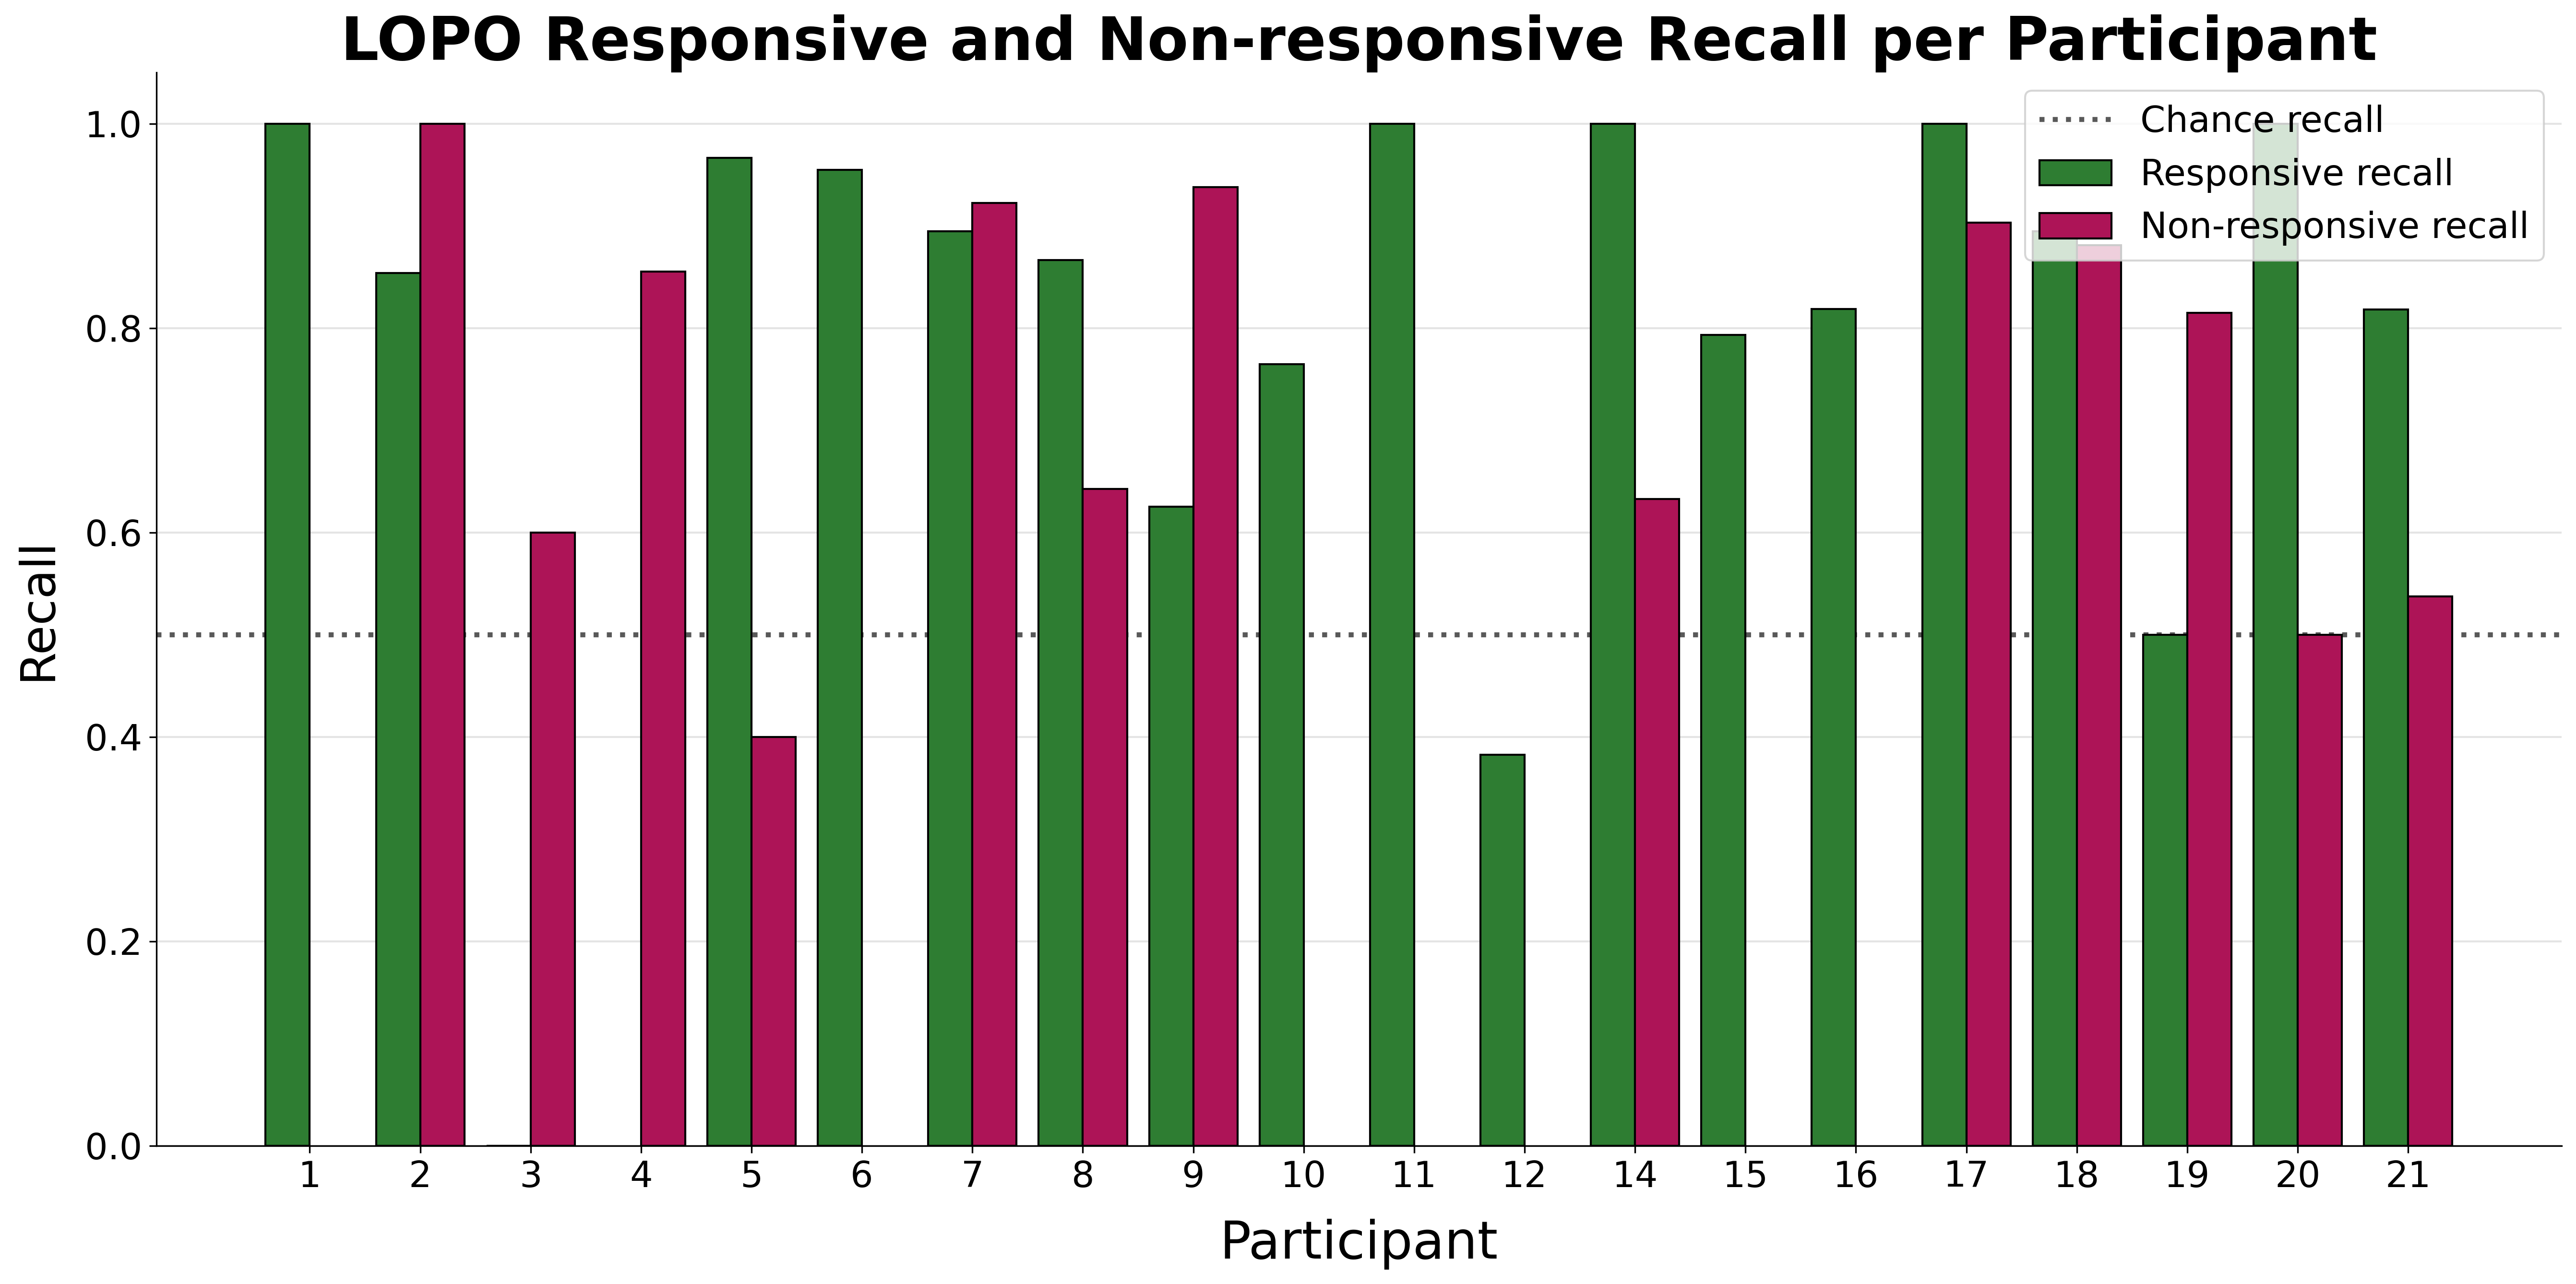 LOPO Responsive and Non-responsive Recall per Participant
Chance recall
Responsive recall
Non-responsive recall
1.0
0.8
0.6
0.4
0.2
0.0
Recall
1 2 3 4 5 6 7 8 9 10 11 12 14 15 16 17 18 19 20 21
Participant